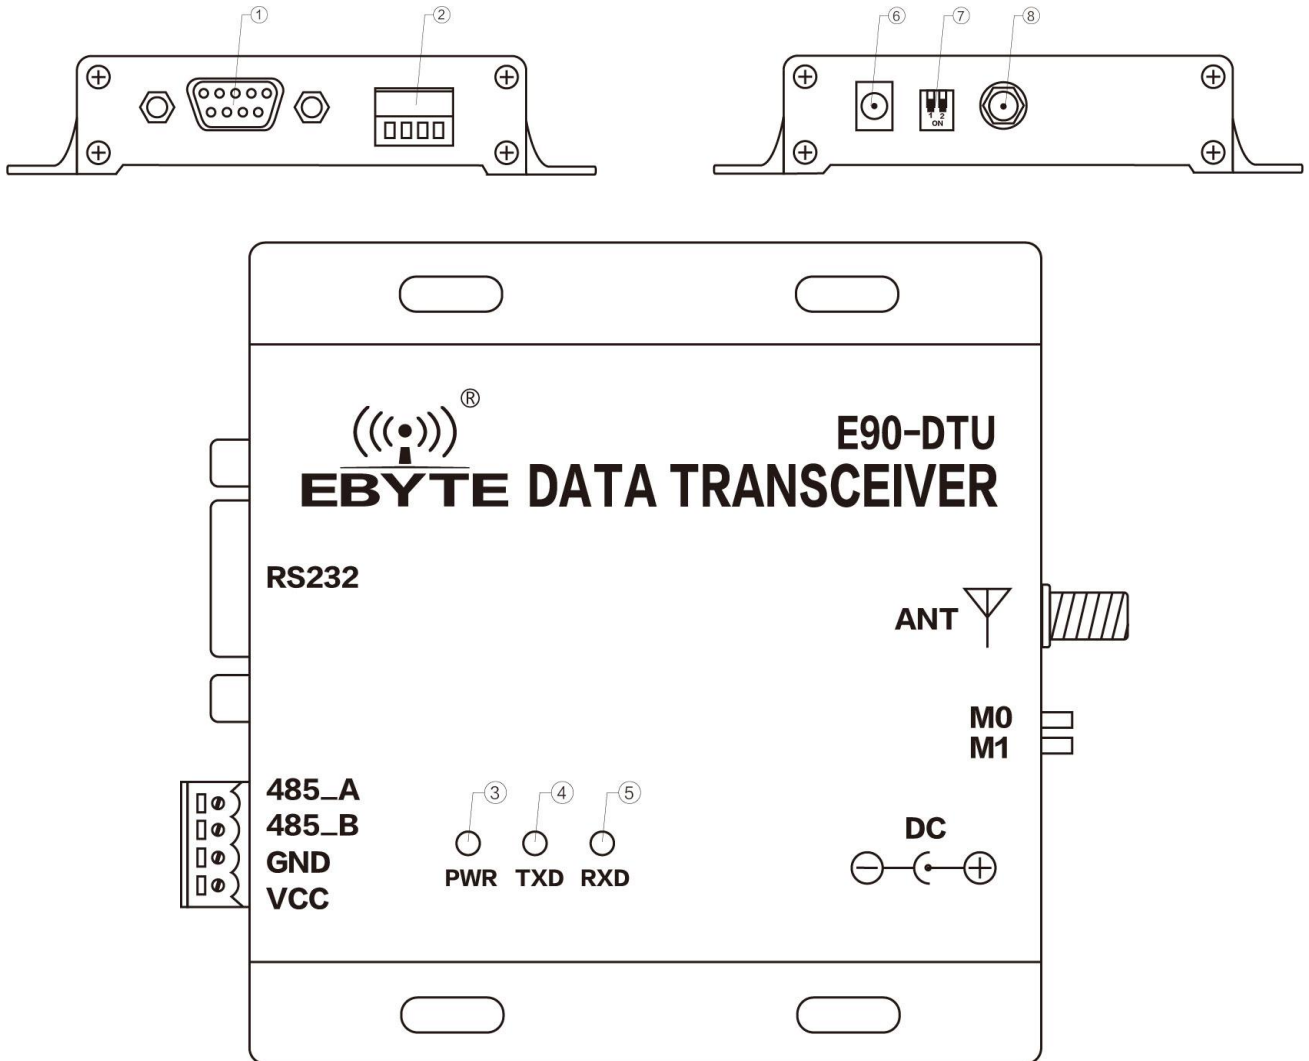 ① ② ⑥ ⑦ ⑧
1 2
ON
®
E90-DTU
EBYTE DATA TRANSCEIVER
RS232
ANT
M0
M1
485_A
485_B
GND
VCC
③ ④ ⑤
PWR TXD RXD
DC